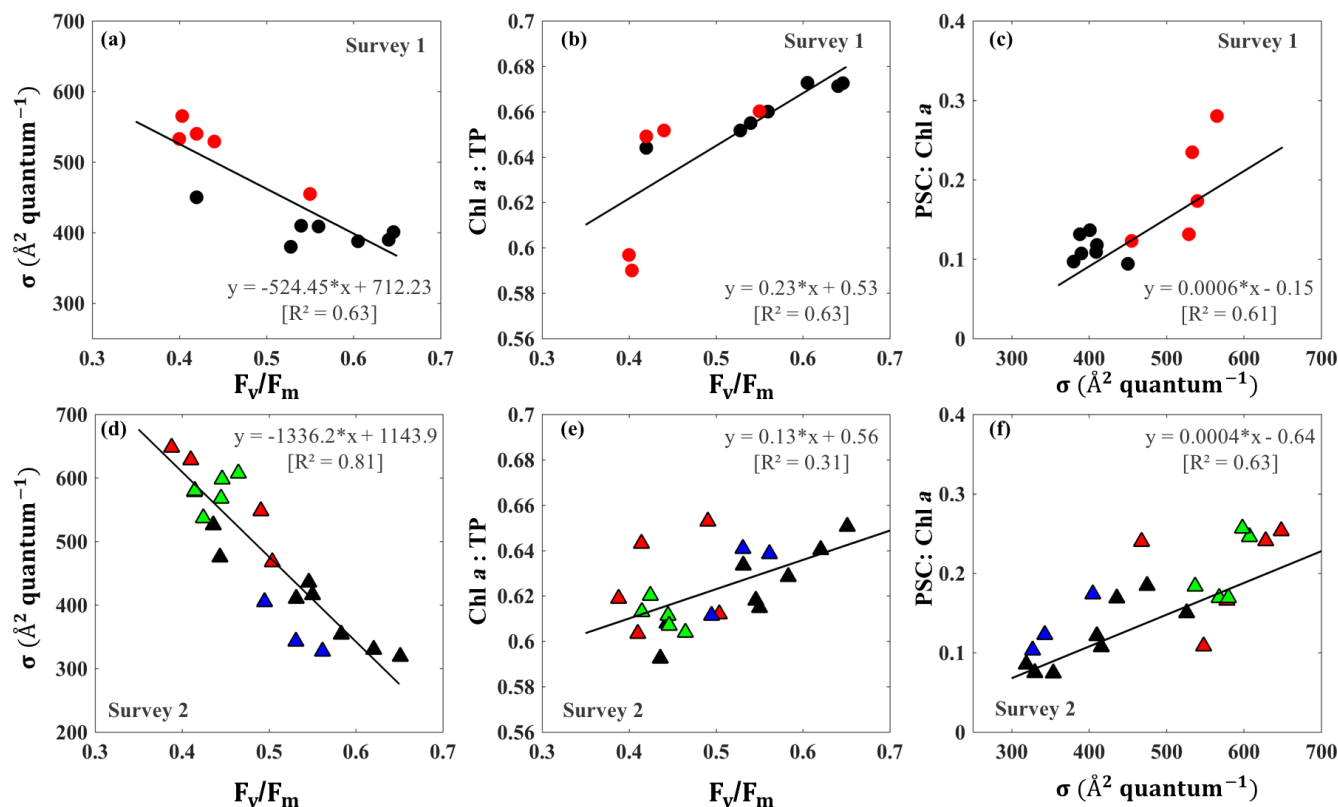 (a) Survey 1
700
600
500
400
300
σ (Å² quantum⁻¹)
y = -524.45*x + 712.23
[R² = 0.63]
0.3 0.4 0.5 0.6 0.7
Fv/Fm
(b) Survey 1
0.7
0.68
0.66
0.64
0.62
0.6
0.58
0.56
Chl a : TP
y = 0.23*x + 0.53
[R² = 0.63]
0.3 0.4 0.5 0.6 0.7
Fv/Fm
(c) Survey 1
0.4
0.3
0.2
0.1
0
PSC: Chl a
y = 0.0006*x - 0.15
[R² = 0.61]
300 400 500 600 700
σ (Å² quantum⁻¹)
(d) y = -1336.2*x + 1143.9
[R² = 0.81]
700
600
500
400
300
200
σ (Å² quantum⁻¹)
Survey 2
0.3 0.4 0.5 0.6 0.7
Fv/Fm
(e) y = 0.13*x + 0.56
[R² = 0.31]
0.7
0.68
0.66
0.64
0.62
0.6
0.58
0.56
Chl a : TP
Survey 2
0.3 0.4 0.5 0.6 0.7
Fv/Fm
(f) y = 0.0004*x - 0.64
[R² = 0.63]
0.4
0.3
0.2
0.1
0
PSC: Chl a
Survey 2
300 400 500 600 700
σ (Å² quantum⁻¹)